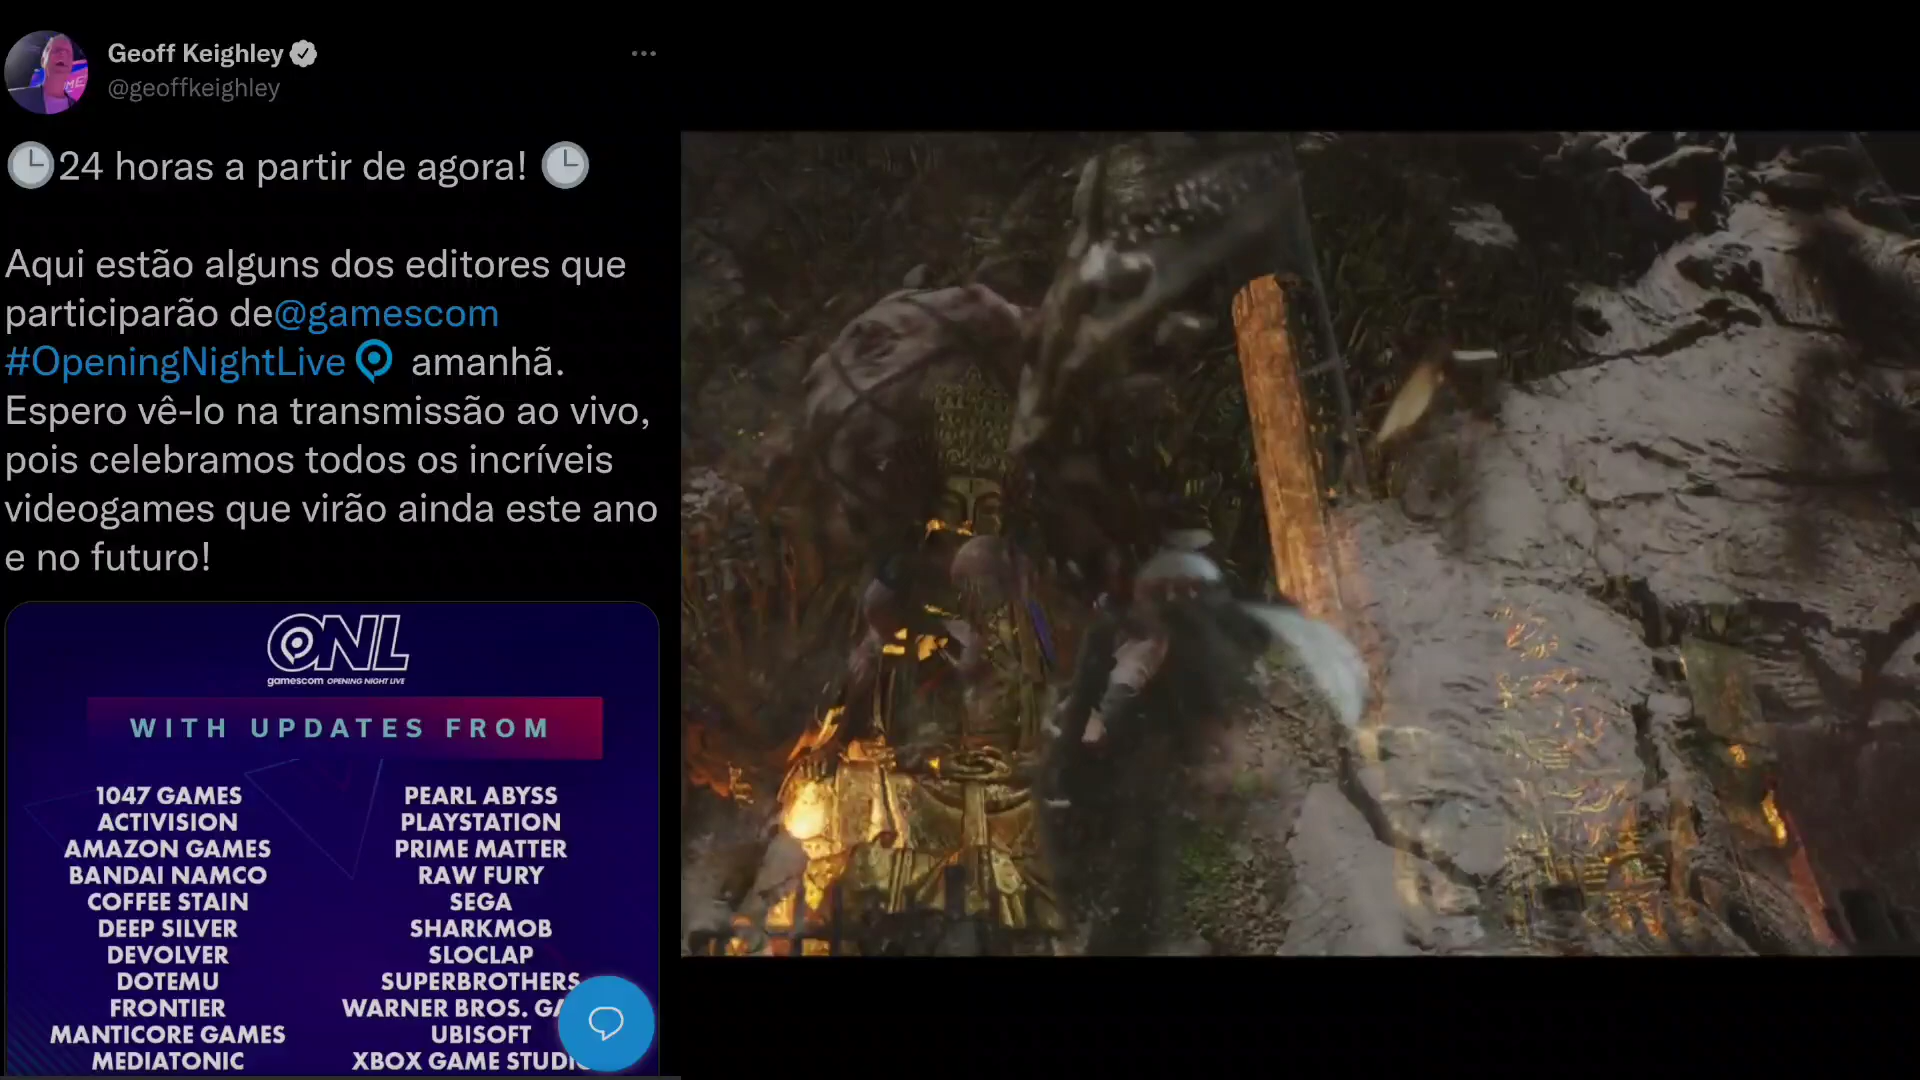 Geoff Keighley
@geoffkeighley
24 horas a partir de agora!
Aqui estão alguns dos editores que
participarão de@gamescom
#OpeningNightLive amanhã.
Espero vê-lo na transmissão ao vivo,
pois celebramos todos os incríveis
videogames que virão ainda este ano
e no futuro!
ONL
gamescom OPENING NIGHT LIVE
WITH UPDATES FROM
1047 GAMES
ACTIVISION
AMAZON GAMES
BANDAI NAMCO
COFFEE STAIN
DEEP SILVER
DEVOLVER
DOTEMU
FRONTIER
MANTICORE GAMES
MEDIATONIC
PEARL ABYSS
PLAYSTATION
PRIME MATTER
RAW FURY
SEGA
SHARKMOB
SLOCLAP
SUPERBROTHERS
WARNER BROS.
UBISOFT
XBOX GAME